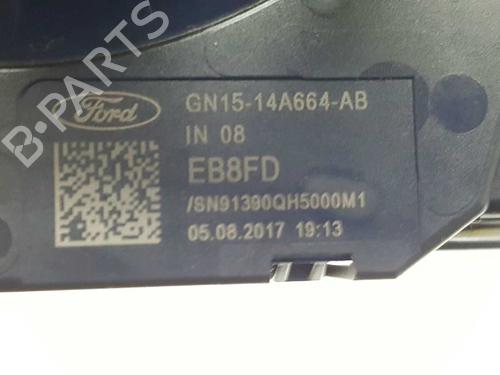 B-PARTS
Ford
GN15-14A664-AB
IN 08
EB8FD
/SN91390QH5000M1
05.08.2017 19:13